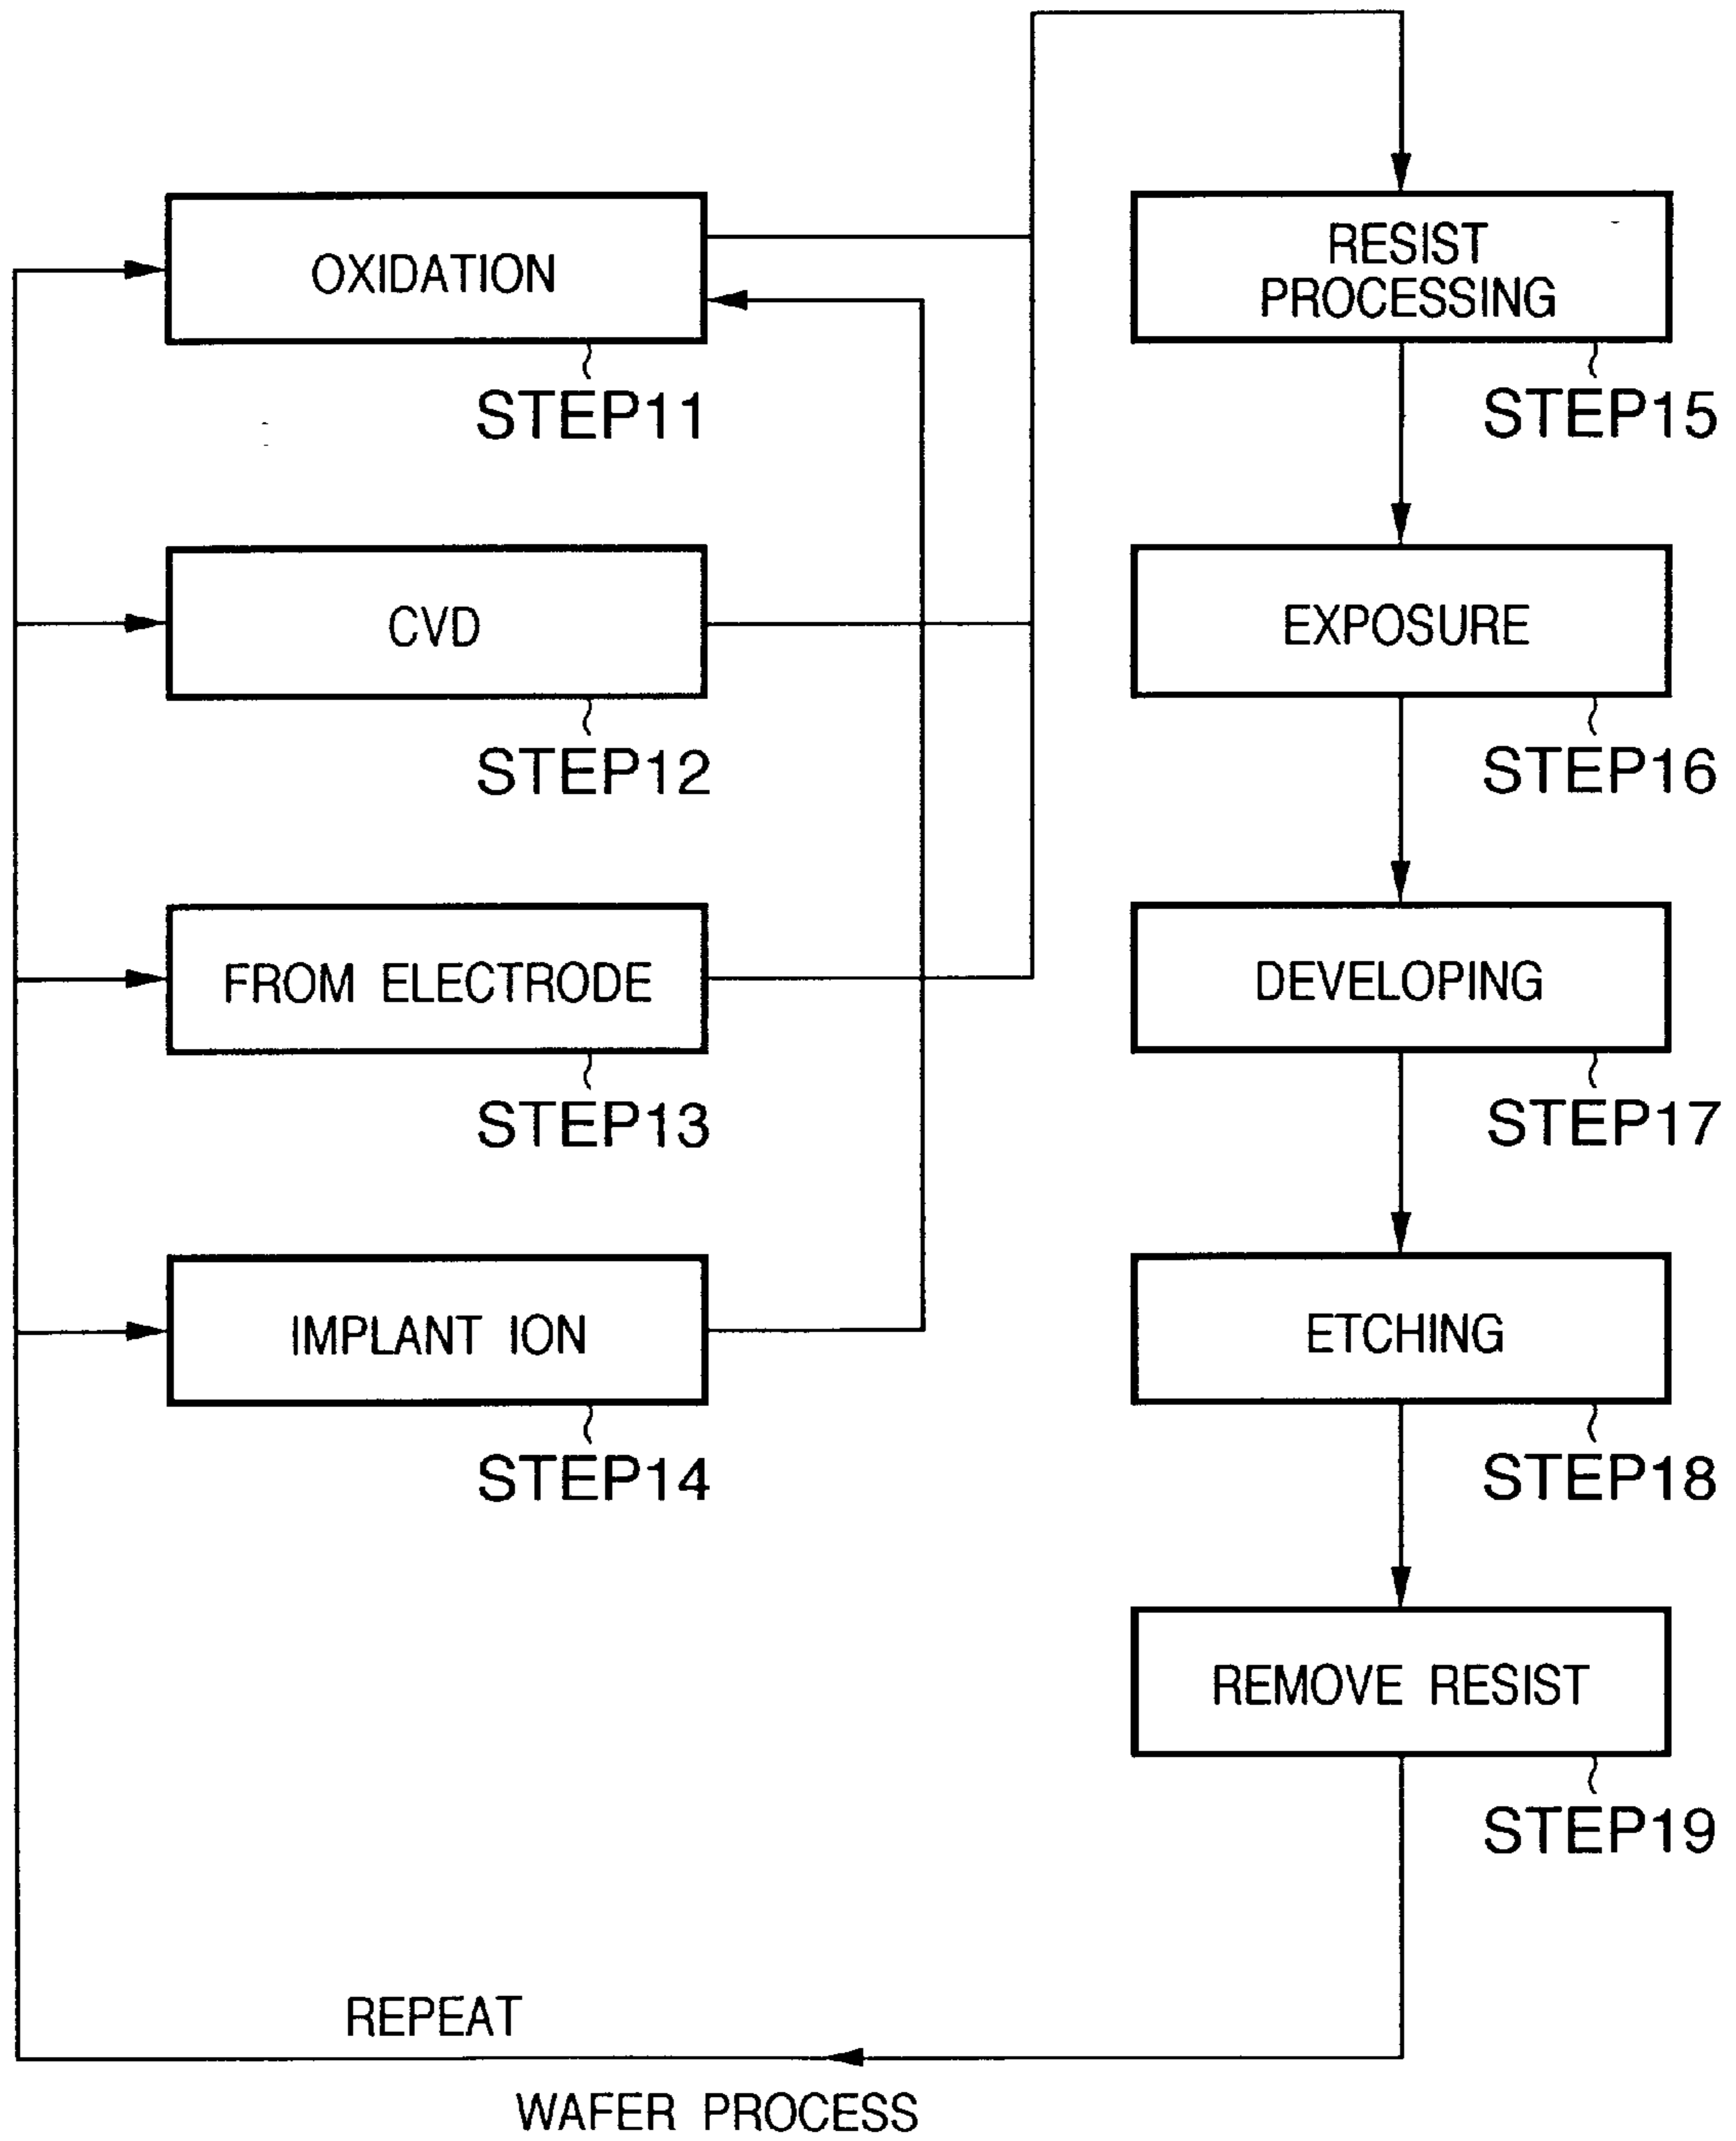 OXIDATION
STEP11
CVD
STEP12
FROM ELECTRODE
STEP13
IMPLANT ION
STEP14
RESIST
PROCESSING
STEP15
EXPOSURE
STEP16
DEVELOPING
STEP17
ETCHING
STEP18
REMOVE RESIST
STEP19
REPEAT
WAFER PROCESS